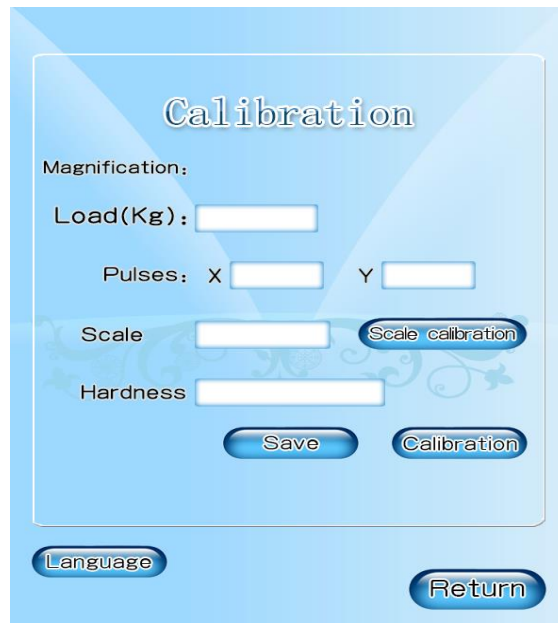 Calibration
Magnification:
Load(Kg):
Pulses: X Y
Scale Scale calibration
Hardness
Save Calibration
Language
Return